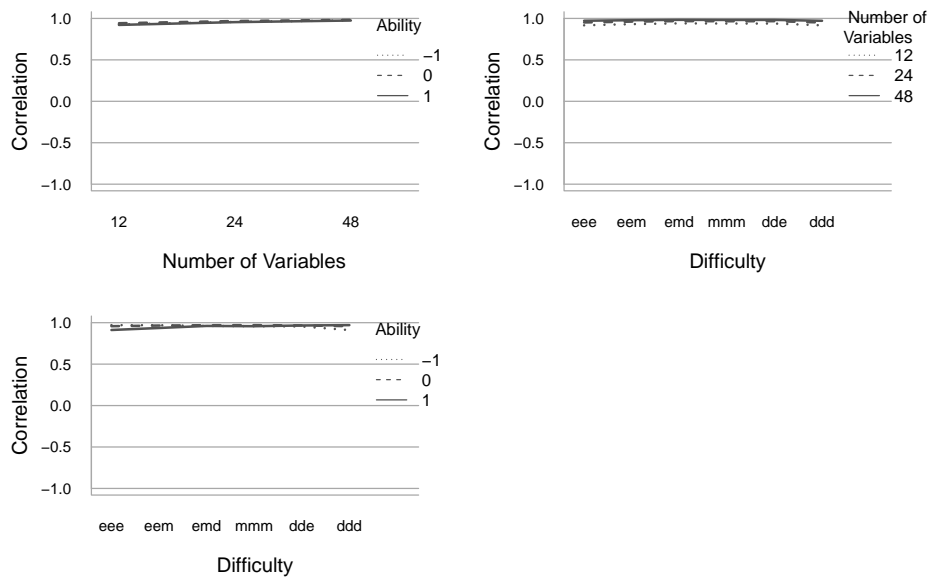 1.0
0.5
0.0
−0.5
−1.0
Correlation
12 24 48
Number of Variables
Ability
−1
0
1
1.0
0.5
0.0
−0.5
−1.0
Correlation
eee eem emd mmm dde ddd
Difficulty
Number of
Variables
12
24
48
1.0
0.5
0.0
−0.5
−1.0
Correlation
eee eem emd mmm dde ddd
Difficulty
Ability
−1
0
1